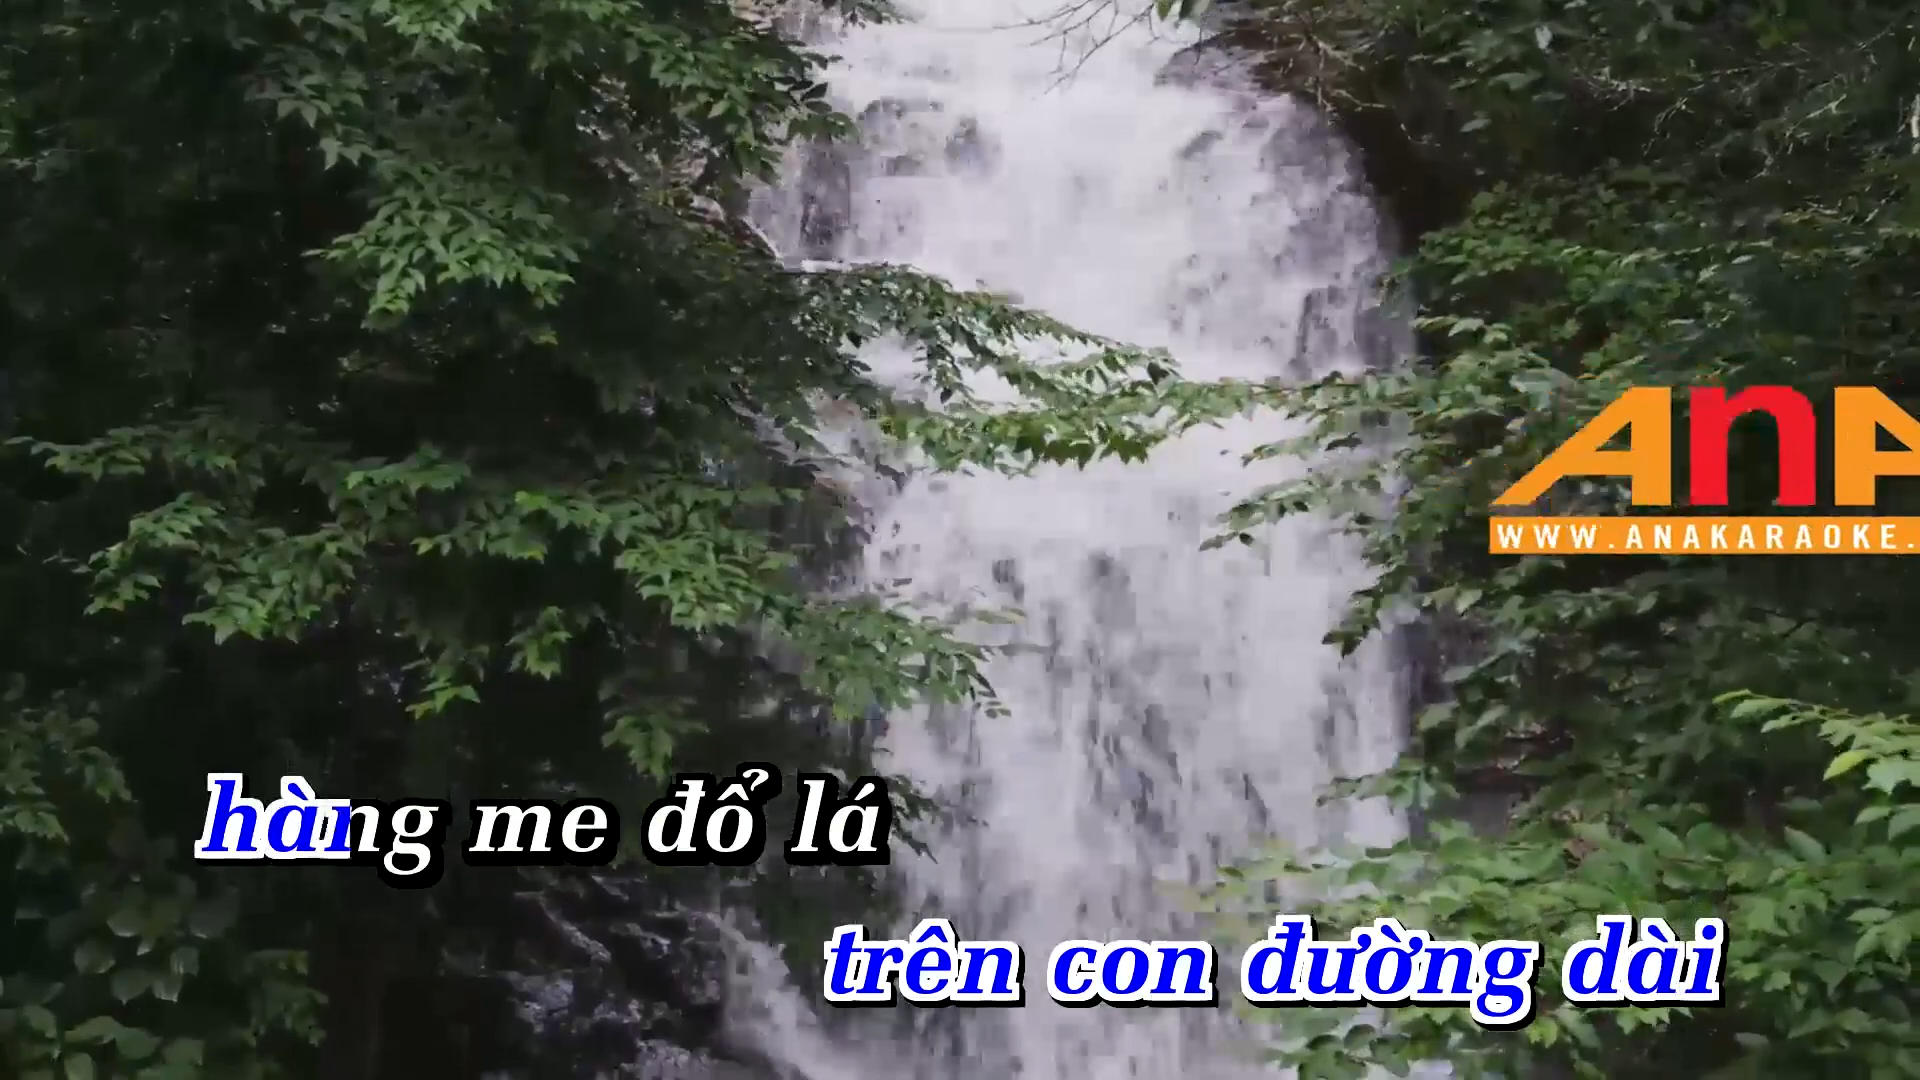 AnA
WWW.ANAKARAOKE.
hàng me đổ lá
trên con đường dài